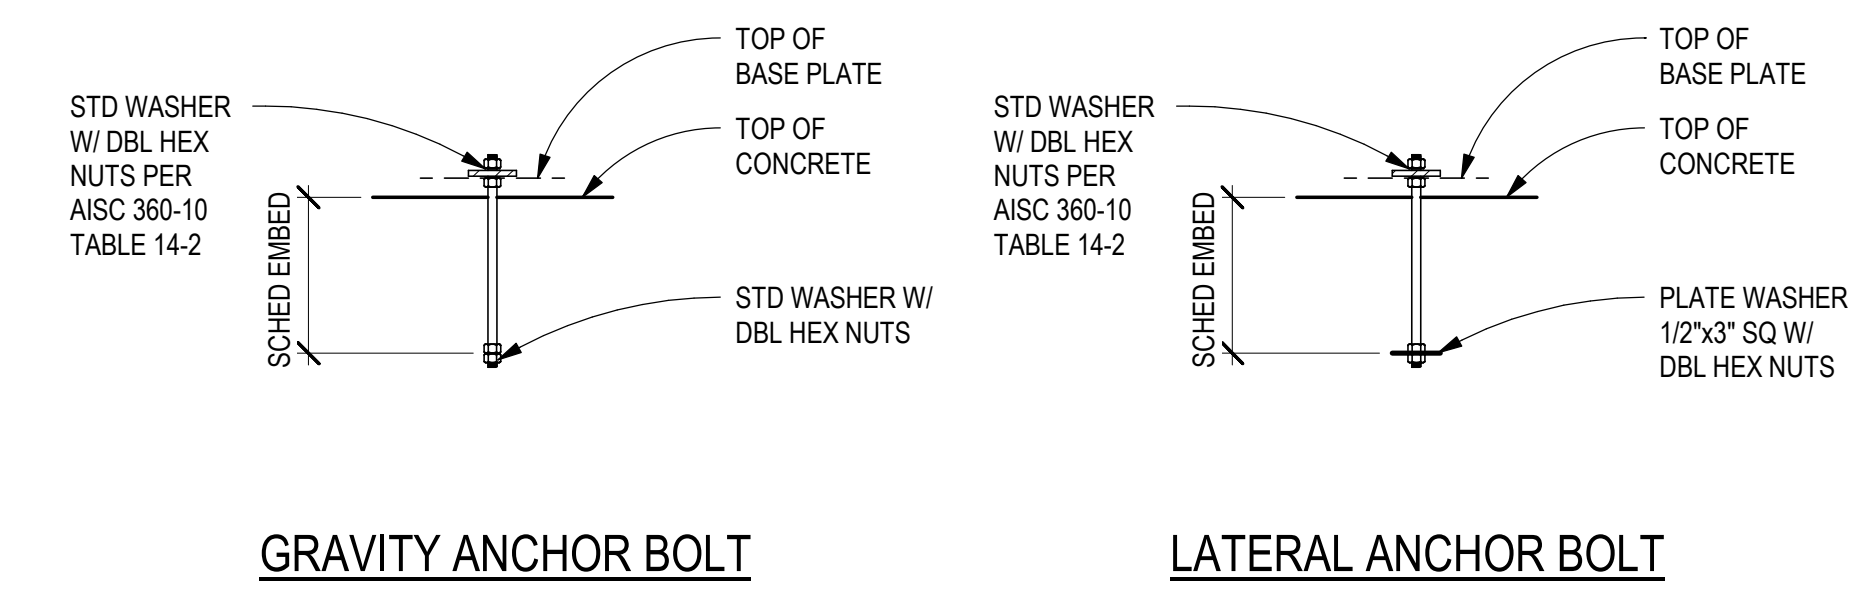 TOP OF
BASE PLATE
STD WASHER
W/ DBL HEX
NUTS PER
AISC 360-10
TABLE 14-2
TOP OF
CONCRETE
SCHED EMBED
STD WASHER W/
DBL HEX NUTS
GRAVITY ANCHOR BOLT
TOP OF
BASE PLATE
STD WASHER
W/ DBL HEX
NUTS PER
AISC 360-10
TABLE 14-2
TOP OF
CONCRETE
SCHED EMBED
PLATE WASHER
1/2"x3" SQ W/
DBL HEX NUTS
LATERAL ANCHOR BOLT